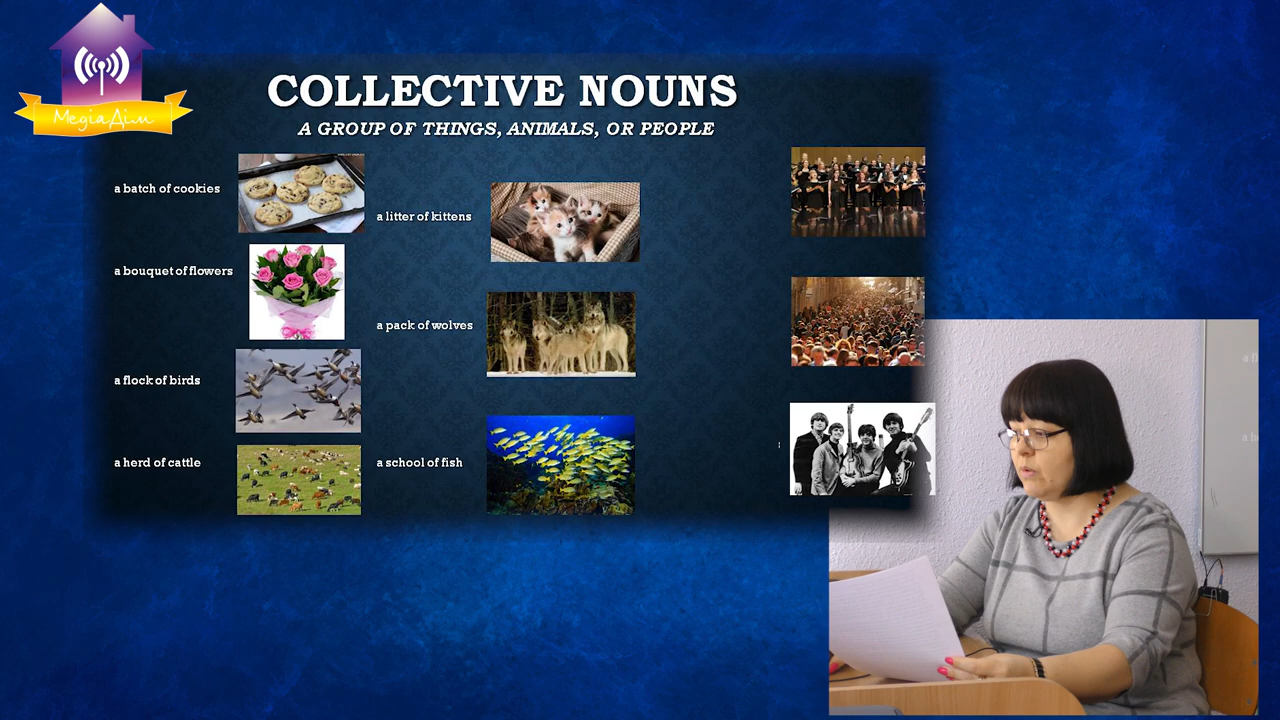 МедіаДім
COLLECTIVE NOUNS
A GROUP OF THINGS, ANIMALS, OR PEOPLE
a batch of cookies
a bouquet of flowers
a flock of birds
a herd of cattle
a litter of kittens
a pack of wolves
a school of fish